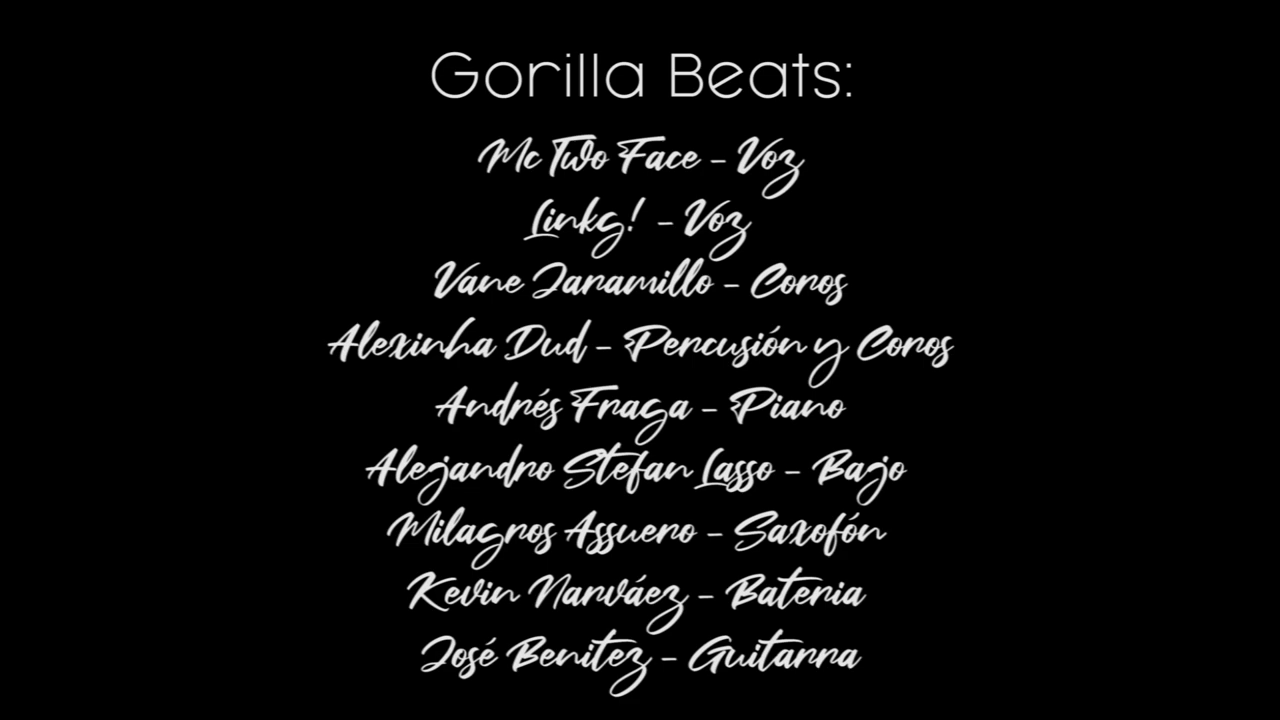 Gorilla Beats:
Mc Two Face - Voz
Linkg! - Voz
Vane Jaramillo - Coros
Alexinha Dud - Percusión y Coros
Andrés Fraga - Piano
Alejandro Stefan Lasso - Bajo
Milagros Assuero - Saxofón
Kevin Narváez - Bateria
José Benitez - Guitarra